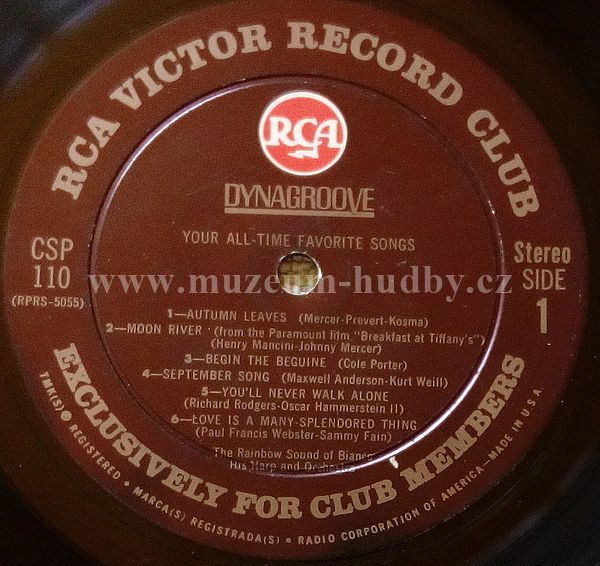 RCA VICTOR RECORD CLUB
RCA
DYNAGROOVE
YOUR ALL-TIME FAVORITE SONGS
CSP
110
(RPRS-5055)
Stereo
SIDE
1
www.muzeum-hudby.cz
1—AUTUMN LEAVES (Mercer-Prevert-Kosma)
2—MOON RIVER (from the Paramount film "Breakfast at Tiffany's")
(Henry Mancini-Johnny Mercer)
3—BEGIN THE BEGUINE (Cole Porter)
4—SEPTEMBER SONG (Maxwell Anderson-Kurt Weill)
5—YOU'LL NEVER WALK ALONE
(Richard Rodgers-Oscar Hammerstein II)
6—LOVE IS A MANY-SPLENDORED THING
(Paul Francis Webster-Sammy Fain)
The Rainbow Sound of Bianco,
His Harp and Orchestra
EXCLUSIVELY FOR CLUB MEMBERS
TMK(S) ® REGISTERED • MARCA(S) REGISTRADA(S) • RADIO CORPORATION OF AMERICA—MADE IN U.S.A.